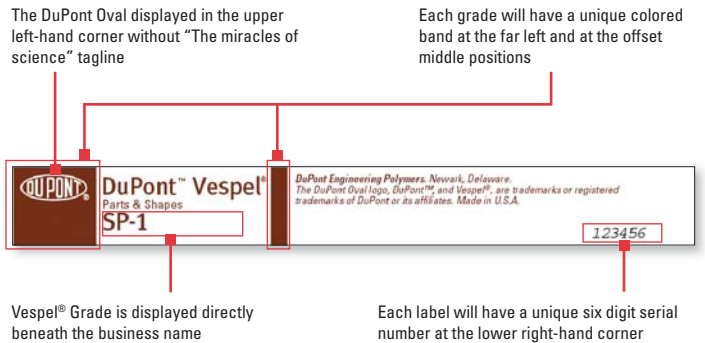 The DuPont Oval displayed in the upper
left-hand corner without “The miracles of
science” tagline
Each grade will have a unique colored
band at the far left and at the offset
middle positions
DUPONT
DuPont™ Vespel®
Parts & Shapes
SP-1
DuPont Engineering Polymers. Newark, Delaware.
The DuPont Oval logo, DuPont™, and Vespel®, are trademarks or registered
trademarks of DuPont or its affiliates. Made in U.S.A.
123456
Vespel® Grade is displayed directly
beneath the business name
Each label will have a unique six digit serial
number at the lower right-hand corner